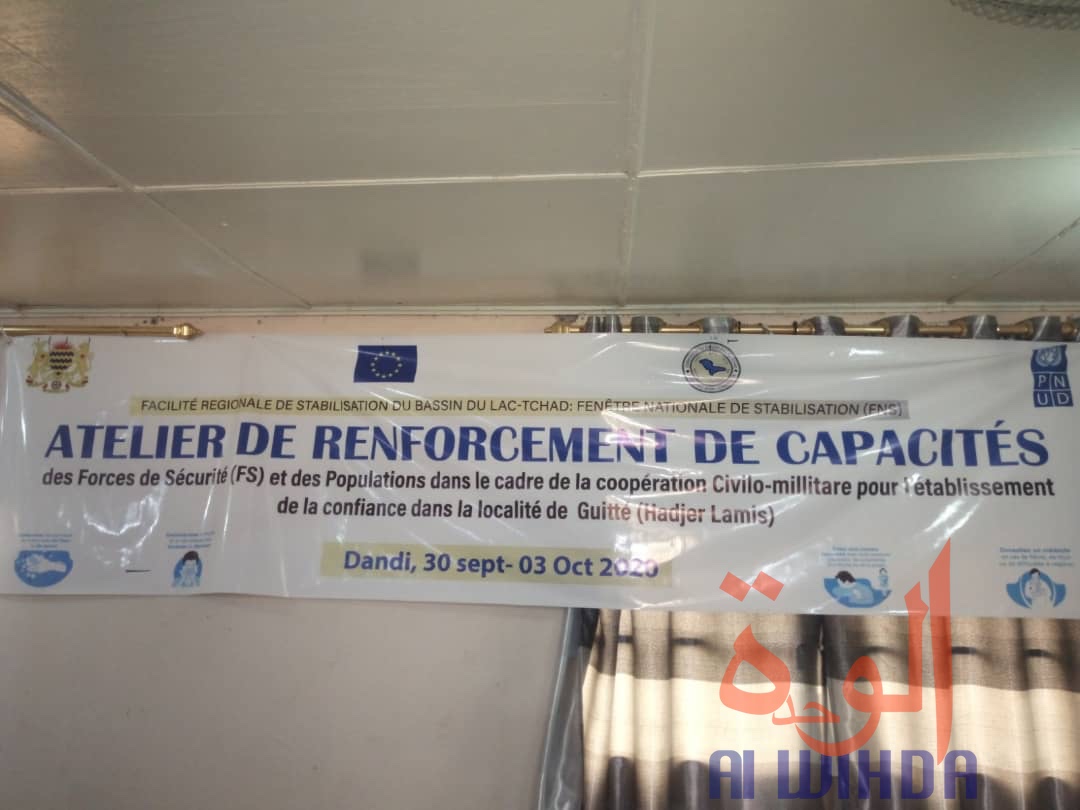 PNUD
FACILITÉ REGIONALE DE STABILISATION DU BASSIN DU LAC-TCHAD: FENÊTRE NATIONALE DE STABILISATION (FNS)
ATELIER DE RENFORCEMENT DE CAPACITÉS
des Forces de Sécurité (FS) et des Populations dans le cadre de la coopération Civilo-millitare pour l'etablissement
de la confiance dans la localité de Guitté (Hadjer Lamis)
Dandi, 30 sept- 03 Oct 2020
الوحدة
Al WIHDA